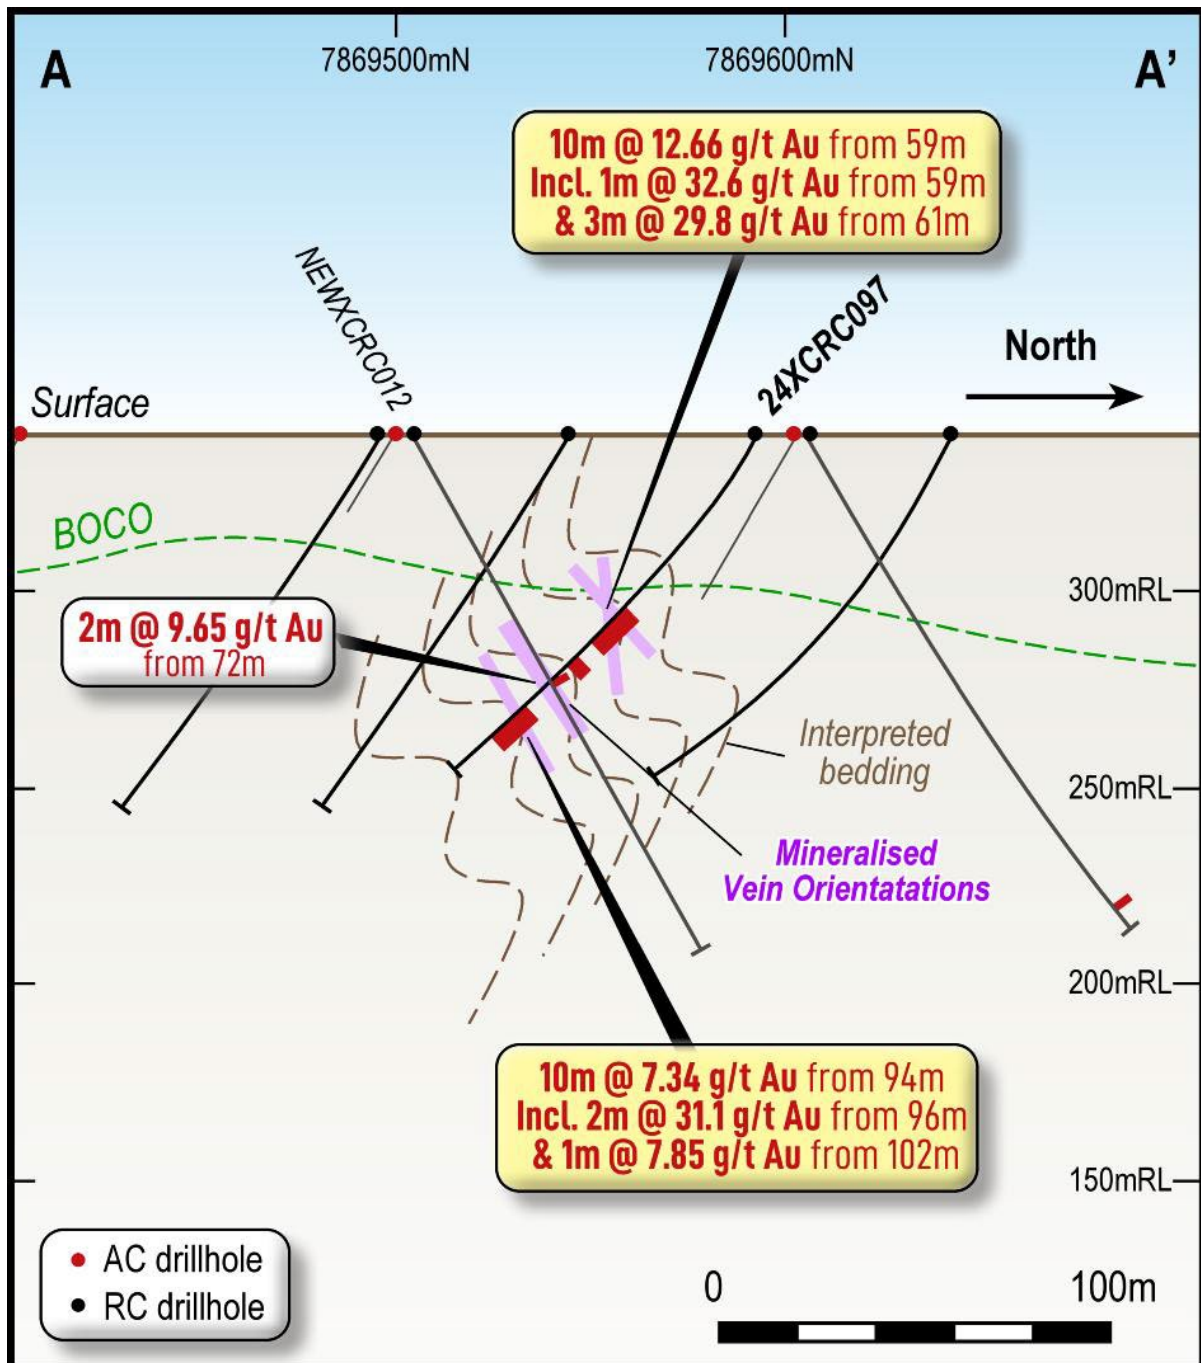 7869500mN
7869600mN
A
A’
10m @ 12.66 g/t Au from 59m
Incl. 1m @ 32.6 g/t Au from 59m
& 3m @ 29.8 g/t Au from 61m
NEWXCRC012
24XCRC097
North
Surface
BOCO
300mRL
2m @ 9.65 g/t Au
from 72m
Interpreted
bedding
250mRL
Mineralised
Vein Orientatations
200mRL
10m @ 7.34 g/t Au from 94m
Incl. 2m @ 31.1 g/t Au from 96m
& 1m @ 7.85 g/t Au from 102m
150mRL
AC drillhole
RC drillhole
0
100m